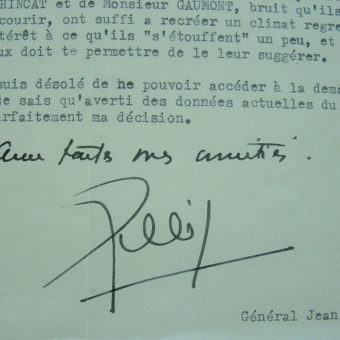 RINCAT et de Monsieur GAUMONT, bruit qu'ils
courir, ont suffi a recréer un climat regre
térêt à ce qu'ils "s'étouffent" un peu, et
ux doit te permettre de le leur suggérer.
suis désolé de ne pouvoir accéder à la dema
je sais qu'averti des données actuelles du
rfaitement ma décision.
Avec toutes mes amitiés.
Général Jean